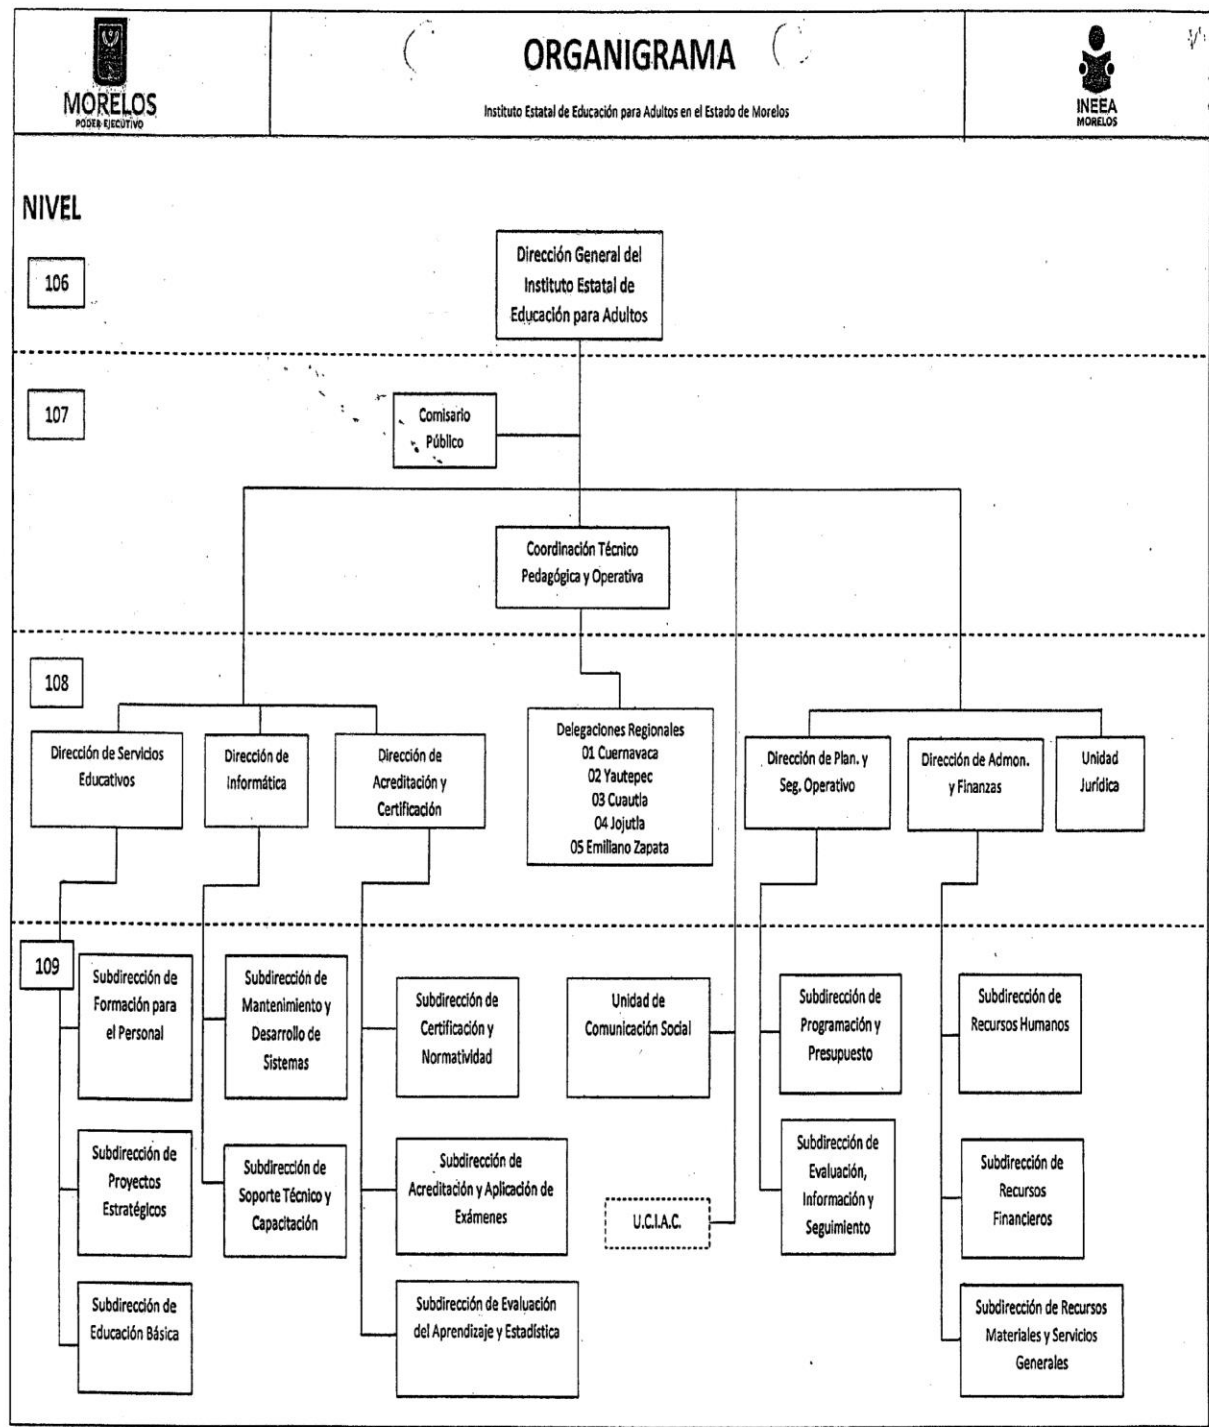 MORELOS
PODER EJECUTIVO
ORGANIGRAMA
Instituto Estatal de Educación para Adultos en el Estado de Morelos
INEEA
MORELOS
NIVEL
106
Dirección General del
Instituto Estatal de
Educación para Adultos
107
Comisario
Público
Coordinación Técnico
Pedagógica y Operativa
108
Dirección de Servicios
Educativos
Dirección de
Informática
Dirección de
Acreditación y
Certificación
Delegaciones Regionales
01 Cuernavaca
02 Yautepec
03 Cuautla
04 Jojutla
05 Emiliano Zapata
Dirección de Plan. y
Seg. Operativo
Dirección de Admon.
y Finanzas
Unidad
Jurídica
109
Subdirección de
Formación para
el Personal
Subdirección de
Mantenimiento y
Desarrollo de
Sistemas
Subdirección de
Certificación y
Normatividad
Unidad de
Comunicación Social
Subdirección de
Programación y
Presupuesto
Subdirección de
Recursos Humanos
Subdirección de
Proyectos
Estratégicos
Subdirección de
Soporte Técnico y
Capacitación
Subdirección de
Acreditación y Aplicación de
Exámenes
U.C.I.A.C.
Subdirección de
Evaluación,
Información y
Seguimiento
Subdirección de
Recursos
Financieros
Subdirección de
Educación Básica
Subdirección de Evaluación
del Aprendizaje y Estadística
Subdirección de Recursos
Materiales y Servicios
Generales